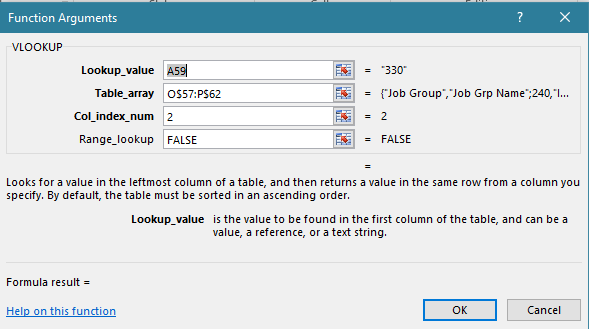 Function Arguments ? ×
VLOOKUP
Lookup_value A59 = "330"
Table_array O$57:P$62 = {"Job Group","Job Grp Name";240,"I...
Col_index_num 2 = 2
Range_lookup FALSE = FALSE
=
Looks for a value in the leftmost column of a table, and then returns a value in the same row from a column you
specify. By default, the table must be sorted in an ascending order.
Lookup_value is the value to be found in the first column of the table, and can be a
value, a reference, or a text string.
Formula result =
Help on this function OK Cancel